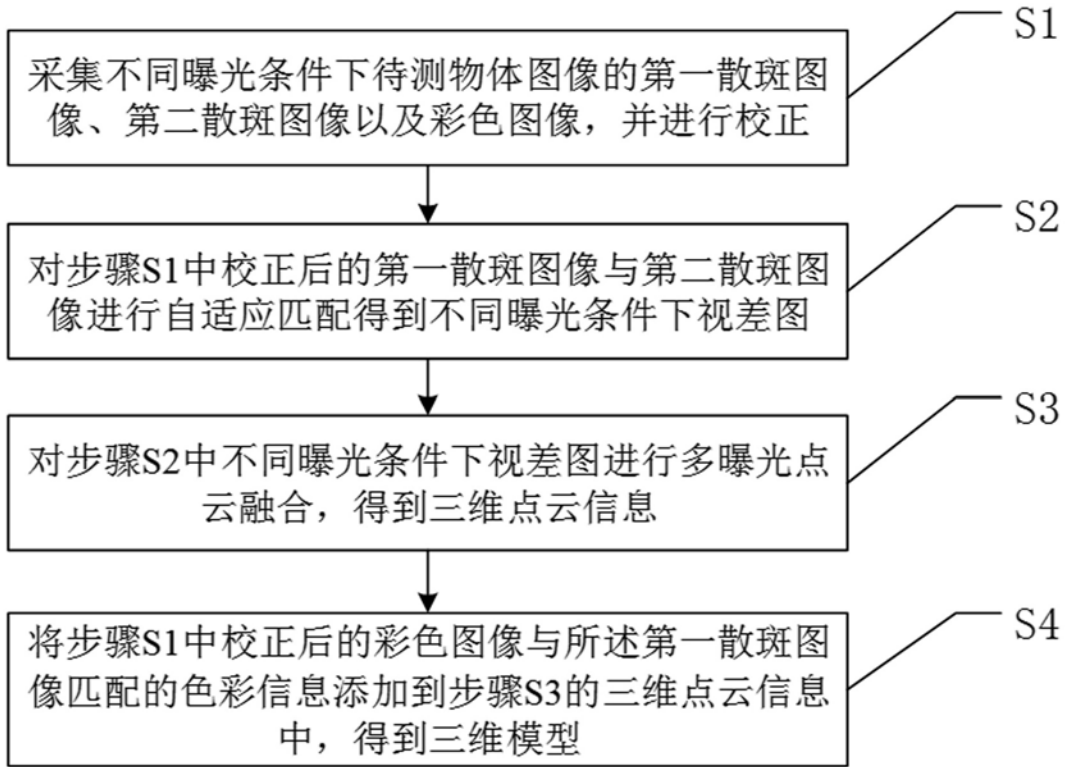 S1
采集不同曝光条件下待测物体图像的第一散斑图
像、第二散斑图像以及彩色图像，并进行校正
S2
对步骤S1中校正后的第一散斑图像与第二散斑图
像进行自适应匹配得到不同曝光条件下视差图
S3
对步骤S2中不同曝光条件下视差图进行多曝光点
云融合，得到三维点云信息
S4
将步骤S1中校正后的彩色图像与所述第一散斑图
像匹配的色彩信息添加到步骤S3的三维点云信息
中，得到三维模型